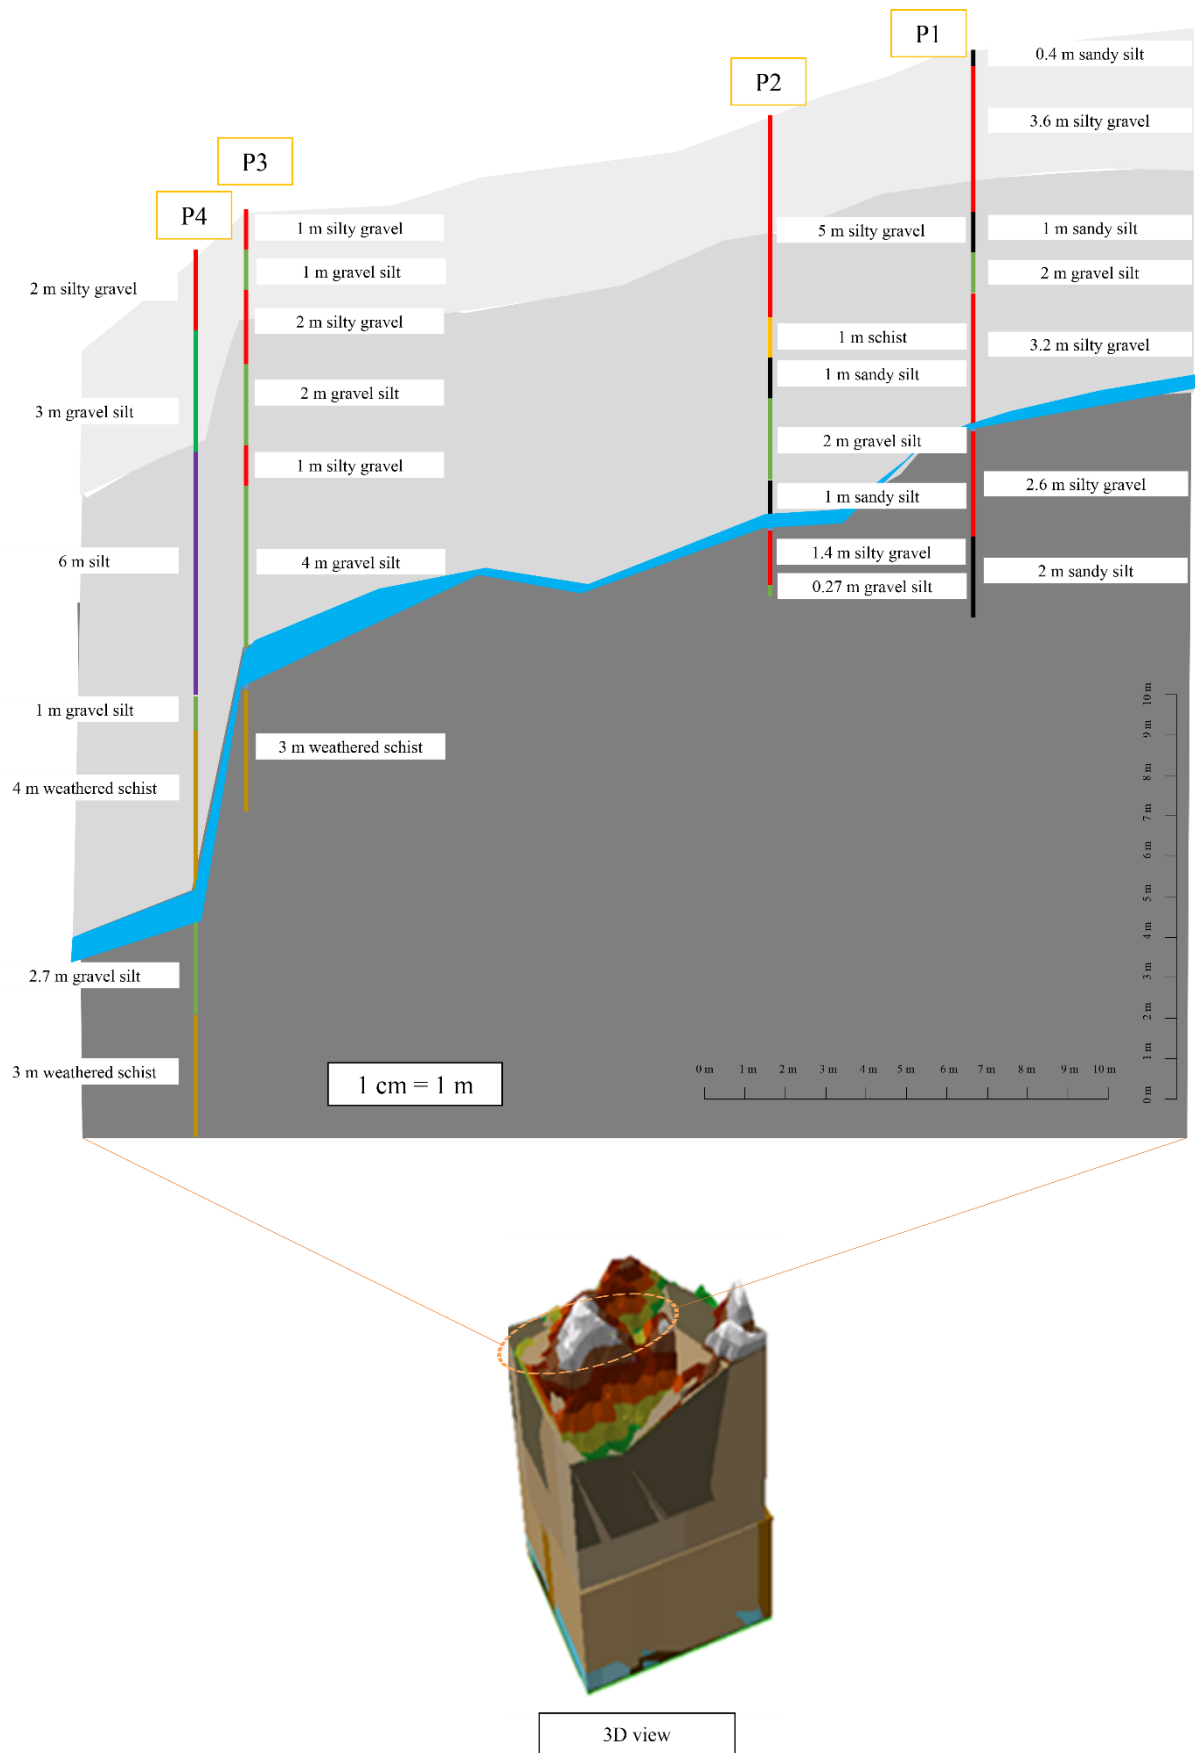 P1
0.4 m sandy silt
3.6 m silty gravel
1 m sandy silt
2 m gravel silt
3.2 m silty gravel
2.6 m silty gravel
2 m sandy silt
P2
5 m silty gravel
1 m schist
1 m sandy silt
2 m gravel silt
1 m sandy silt
1.4 m silty gravel
0.27 m gravel silt
P3
1 m silty gravel
1 m gravel silt
2 m silty gravel
2 m gravel silt
1 m silty gravel
4 m gravel silt
3 m weathered schist
P4
2 m silty gravel
3 m gravel silt
6 m silt
1 m gravel silt
4 m weathered schist
2.7 m gravel silt
3 m weathered schist
1 cm = 1 m
0 m 1 m 2 m 3 m 4 m 5 m 6 m 7 m 8 m 9 m 10 m
10 m
9 m
8 m
7 m
6 m
5 m
4 m
3 m
2 m
1 m
0 m
3D view